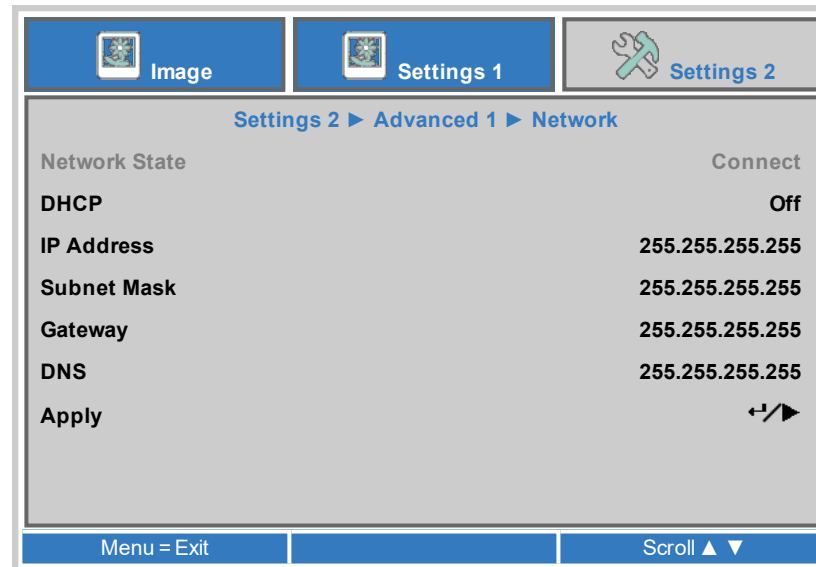 Image Settings 1 Settings 2
Settings 2 ► Advanced 1 ► Network
Network State Connect
DHCP Off
IP Address 255.255.255.255
Subnet Mask 255.255.255.255
Gateway 255.255.255.255
DNS 255.255.255.255
Apply ↵/►
Menu = Exit Scroll ▲ ▼